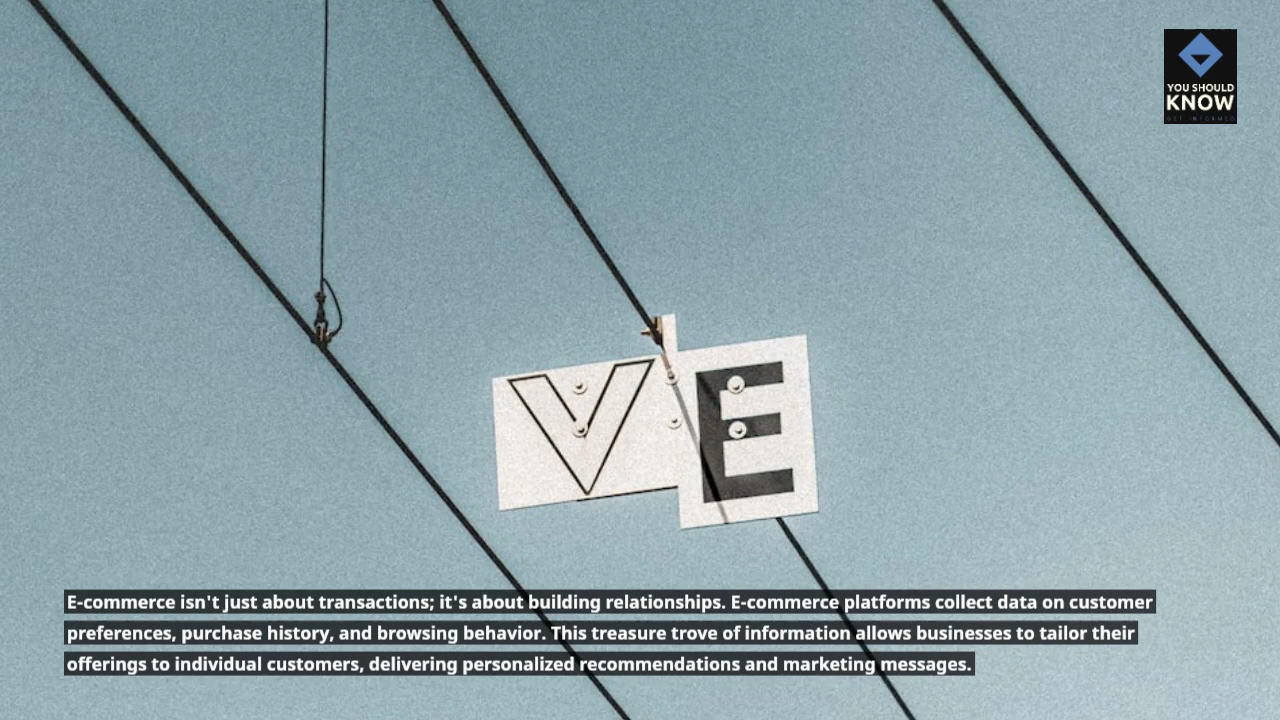 YOU SHOULD
KNOW
GET INFORMED
V E
E-commerce isn't just about transactions; it's about building relationships. E-commerce platforms collect data on customer
preferences, purchase history, and browsing behavior. This treasure trove of information allows businesses to tailor their
offerings to individual customers, delivering personalized recommendations and marketing messages.